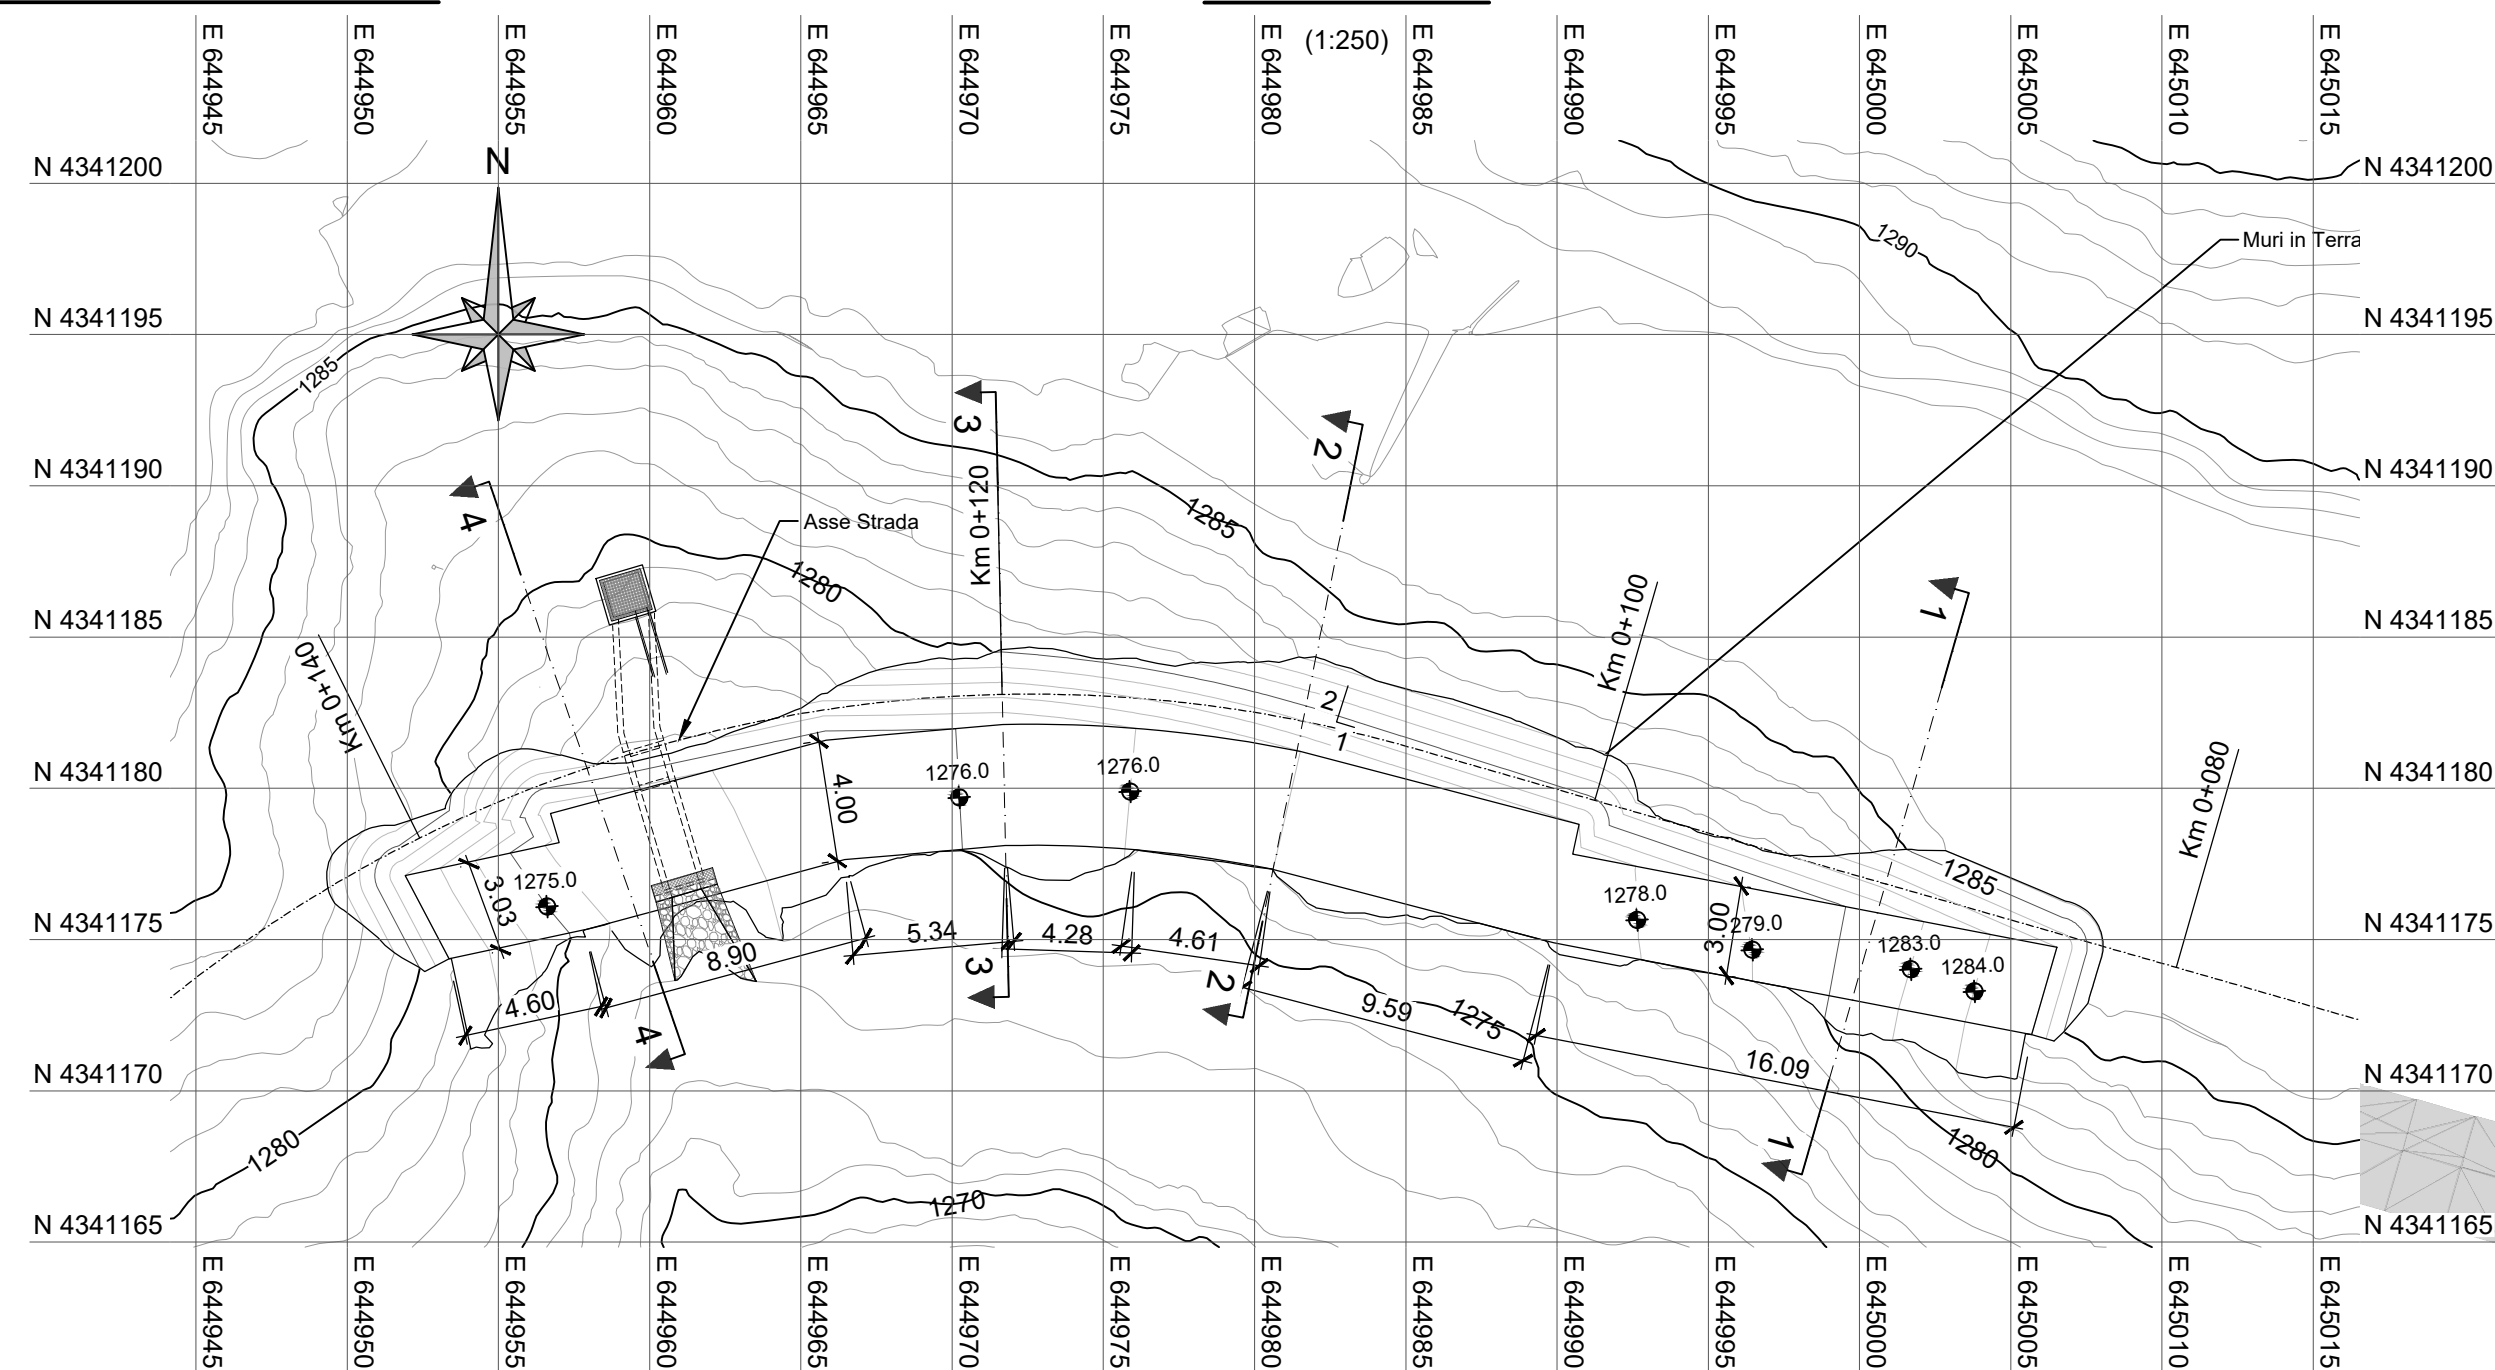 (1:250)
E 644945
E 644950
E 644955
E 644960
E 644965
E 644970
E 644975
E 644980
E 644985
E 644990
E 644995
E 645000
E 645005
E 645010
E 645015
N
N 4341200
N 4341200
1290
Muri in Terra
N 4341195
N 4341195
1285
3
2
N 4341190
N 4341190
4
Km 0+120
1285
Asse Strada
1280
Km 0+100
1
N 4341185
N 4341185
Km 0+140
2
1
Km 0+080
N 4341180
N 4341180
1276.0
1276.0
4.00
1285
3.03
1275.0
1278.0
N 4341175
N 4341175
3.00
279.0
5.34
4.28
4.61
8.90
1283.0
1284.0
3
2
4.60
4
9.59
1275
16.09
N 4341170
N 4341170
1280
1
1280
1270
N 4341165
N 4341165
E 644945
E 644950
E 644955
E 644960
E 644965
E 644970
E 644975
E 644980
E 644985
E 644990
E 644995
E 645000
E 645005
E 645010
E 645015